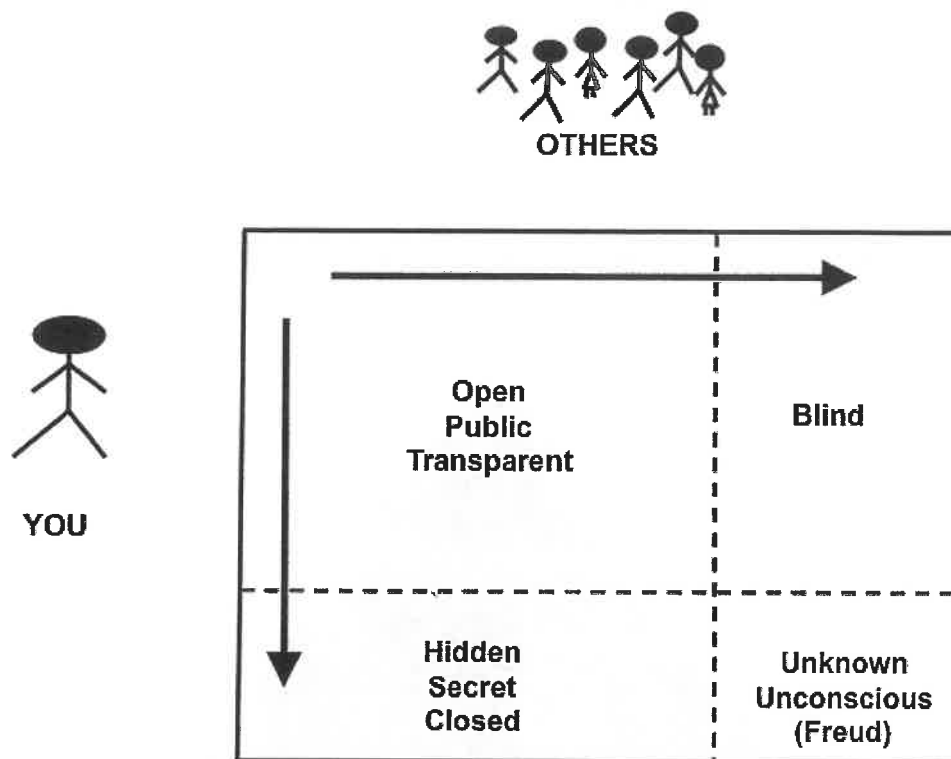 OTHERS
YOU
Open
Public
Transparent
Blind
Hidden
Secret
Closed
Unknown
Unconscious
(Freud)